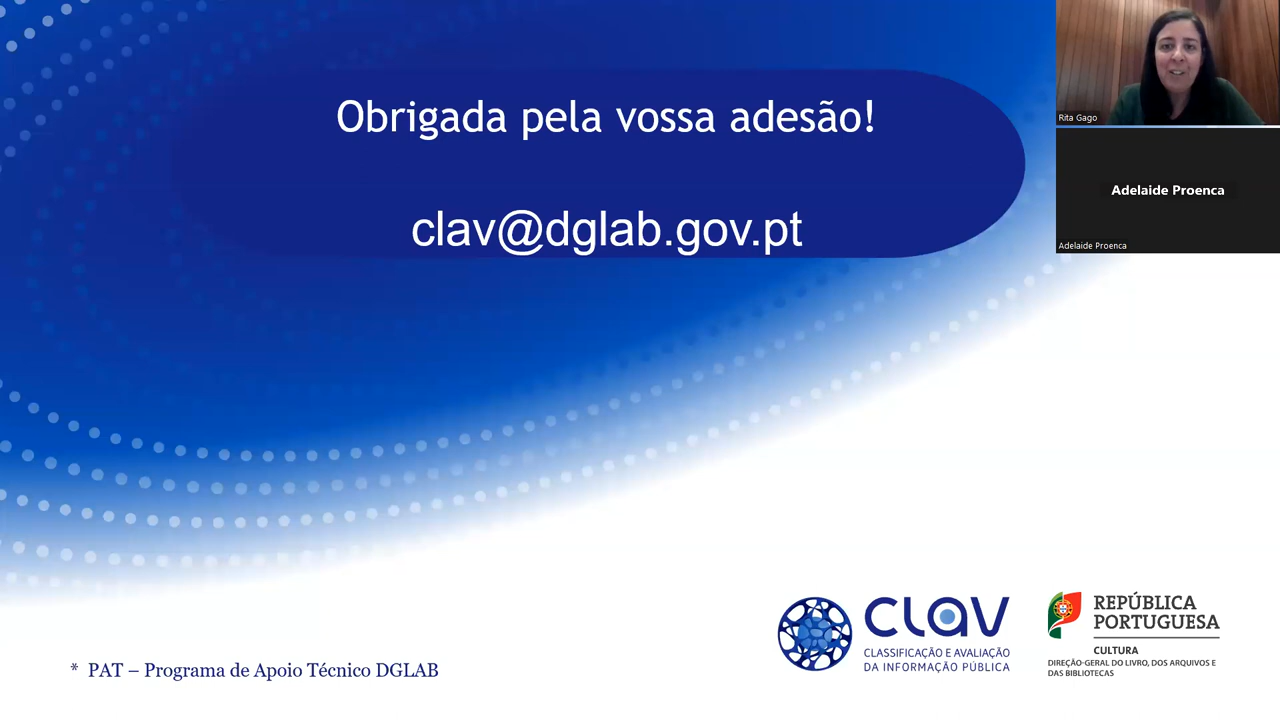 Obrigada pela vossa adesão!
clav@dglab.gov.pt
Rita Gago
Adelaide Proenca
Adelaide Proenca
* PAT – Programa de Apoio Técnico DGLAB
CLAV
CLASSIFICAÇÃO E AVALIAÇÃO
DA INFORMAÇÃO PÚBLICA
REPÚBLICA
PORTUGUESA
CULTURA
DIREÇÃO-GERAL DO LIVRO, DOS ARQUIVOS E
DAS BIBLIOTECAS